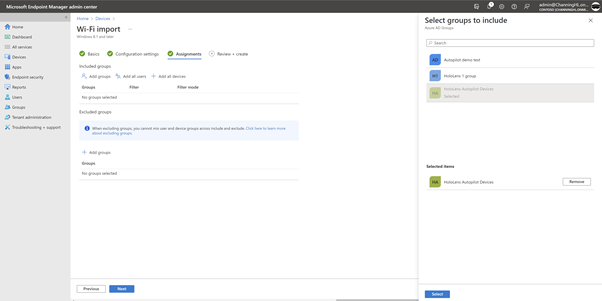 Microsoft Endpoint Manager admin center
admin@ChanningHL.onm...
Home
Dashboard
All services
Devices
Apps
Endpoint security
Reports
Users
Groups
Tenant administration
Troubleshooting + support
Home > Devices >
Wi-Fi import ...
Windows 8.1 and later
Basics
Configuration settings
Assignments
Review + create
Included groups
Add groups
Add all users
Add all devices
Groups
Filter
Filter mode
No groups selected
Excluded groups
When excluding groups, you cannot mix user and device groups across include and exclude. Click here to learn more
about excluding groups.
Add groups
Groups
No groups selected
Previous
Next
Select groups to include
Azure AD Groups
Search
AD
Autopilot demo test
H1
HoloLens 1 group
HA
HoloLens Autopilot Devices
Selected
Selected items
HA
HoloLens Autopilot Devices
Remove
Select